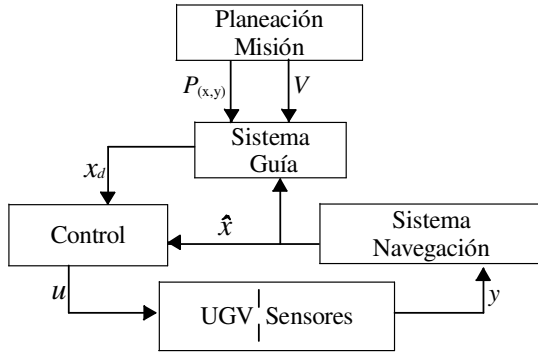 Planeación
Misión
P(x,y)
V
Sistema
Guía
xd
x̂
Control
Sistema
Navegación
u
UGV Sensores
y